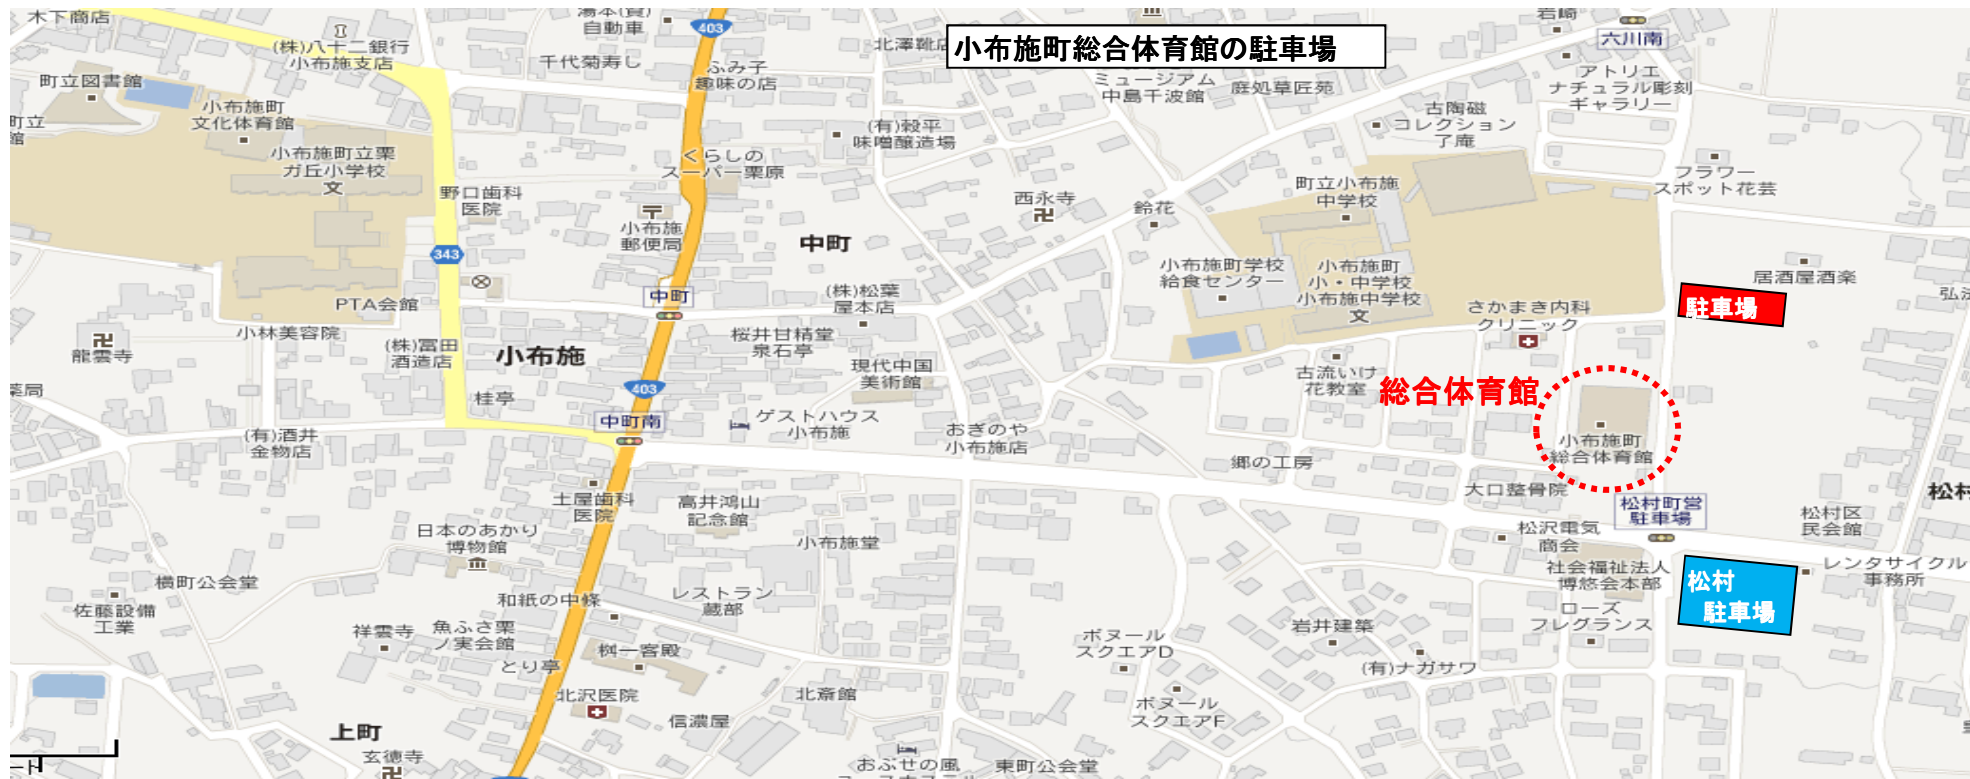 小布施町総合体育館の駐車場
木下商店
(株)八十二銀行
小布施支店
町立図書館
小布施町
文化体育館
小布施町立栗
ガ丘小学校
文
野口歯科
医院
自動車
千代菊寿し
403
ふみ子
趣味の店
北澤靴店
(有)穀平
味噌醸造場
くらしの
スーパー栗原
小布施
郵便局
中町
西永寺
鈴花
ミュージアム
中島千波館
庭処草匠苑
岩崎
六川南
アトリエ
ナチュラル彫刻
ギャラリー
古陶磁
コレクション
了庵
フラワー
スポット花芸
町立小布施
中学校
小布施町学校
給食センター
小布施町
小・中学校
小布施中学校
文
居酒屋酒楽
駐車場
さかまき内科
クリニック
343
PTA会館
小林美容院
龍雲寺
(株)冨田
酒造店
小布施
桂亭
中町
(株)松葉
屋本店
桜井甘精堂
泉石亭
現代中国
美術館
403
中町南
ゲストハウス
小布施
おぎのや
小布施店
古流いけ
花教室
総合体育館
小布施町
総合体育館
郷の工房
大口整骨院
松村町営
駐車場
松沢電気
商会
松村区
民会館
松村
レンタサイクル
事務所
社会福祉法人
博悠会本部
松村
駐車場
ローズ
フレグランス
薬局
(有)酒井
金物店
土屋歯科
医院
高井鴻山
記念館
小布施堂
日本のあかり
博物館
横町公会堂
佐藤設備
工業
和紙の中條
レストラン
蔵部
祥雲寺
魚ふさ栗
ノ実会館
とり亭
桝一客殿
北沢医院
信濃屋
北斎館
ボヌール
スクエアD
ボヌール
スクエアF
岩井建築
(有)ナガサワ
上町
玄徳寺
おぶせの風
東町公会堂